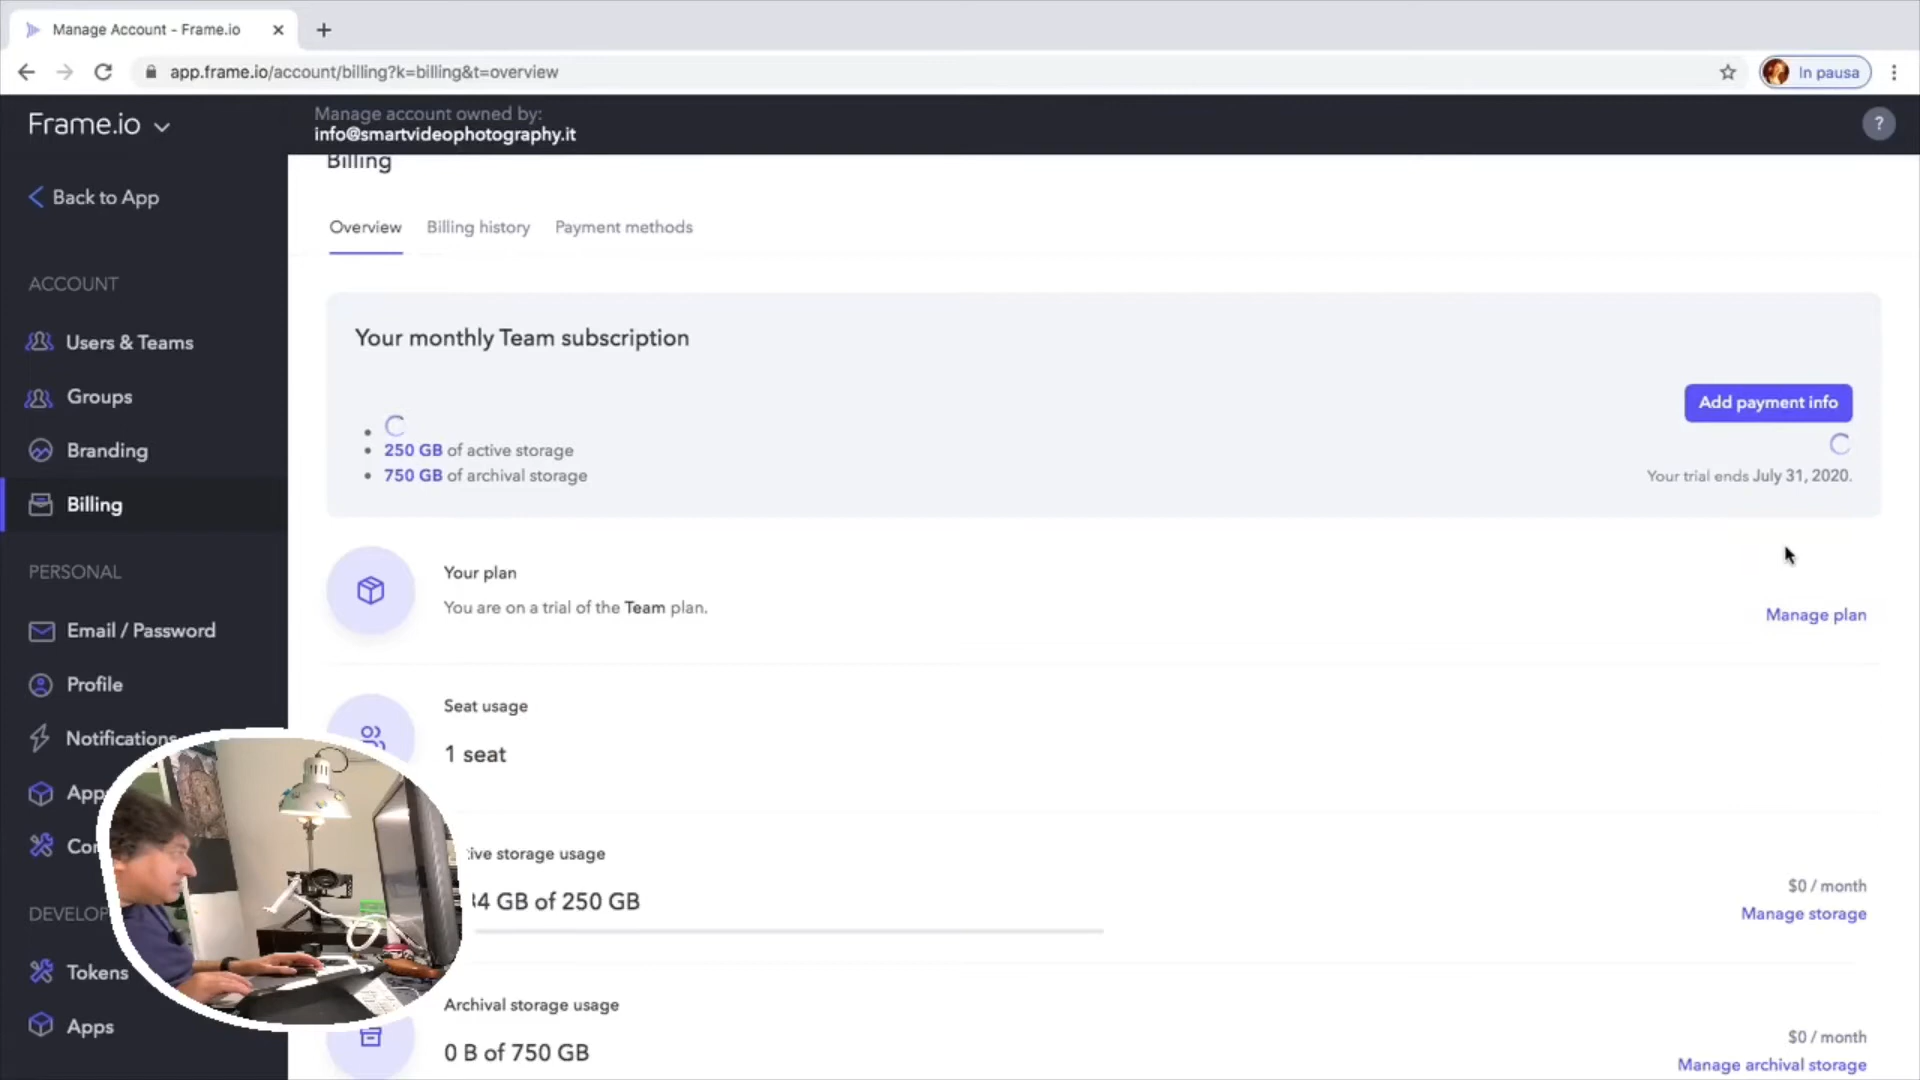 Manage Account - Frame.io
app.frame.io/account/billing?k=billing&t=overview
In pausa
Frame.io
Manage account owned by:
info@smartvideophotography.it
?
Back to App
ACCOUNT
Users & Teams
Groups
Branding
Billing
PERSONAL
Email / Password
Profile
Notifications
DEVELOP
Tokens
Apps
Billing
Overview
Billing history
Payment methods
Your monthly Team subscription
Add payment info
• 250 GB of active storage
• 750 GB of archival storage
Your trial ends July 31, 2020.
Your plan
You are on a trial of the Team plan.
Manage plan
Seat usage
1 seat
storage usage
4 GB of 250 GB
$0 / month
Manage storage
Archival storage usage
0 B of 750 GB
$0 / month
Manage archival storage